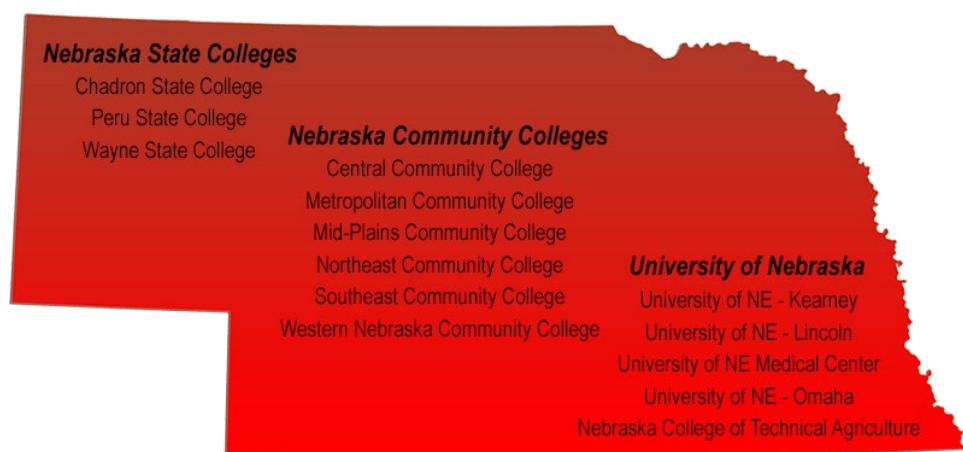 Nebraska State Colleges
Chadron State College
Peru State College
Wayne State College
Nebraska Community Colleges
Central Community College
Metropolitan Community College
Mid-Plains Community College
Northeast Community College
Southeast Community College
Western Nebraska Community College
University of Nebraska
University of NE - Kearney
University of NE - Lincoln
University of NE Medical Center
University of NE - Omaha
Nebraska College of Technical Agriculture